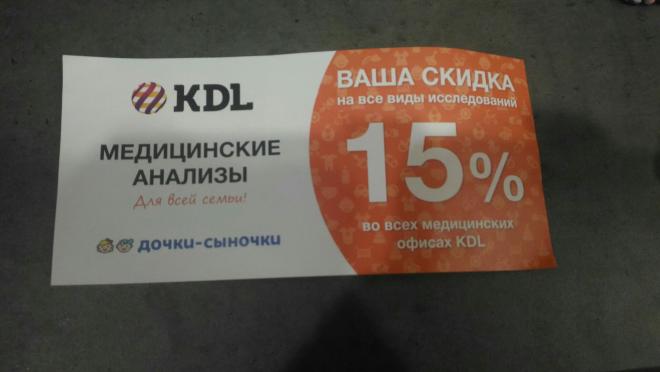 KDL
МЕДИЦИНСКИЕ
АНАЛИЗЫ
Для всей семьи!
дочки-сыночки
ВАША СКИДКА
на все виды исследований
15%
во всех медицинских
офисах KDL